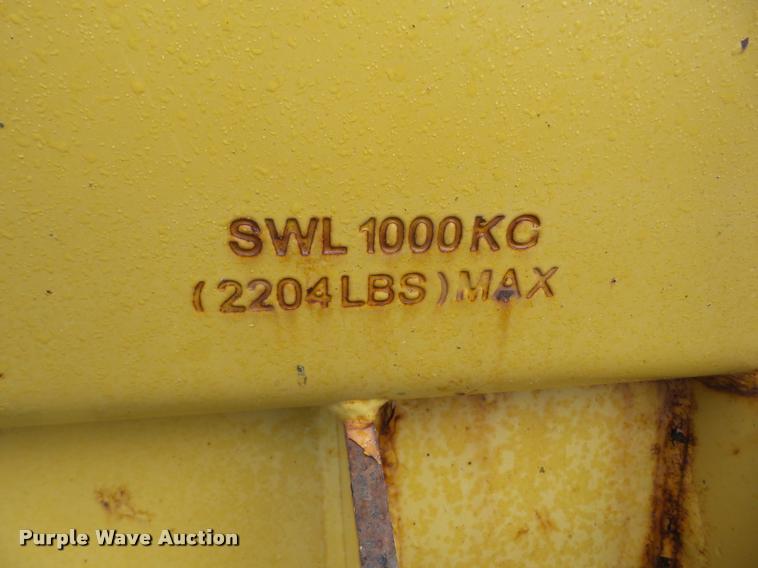 SWL 1000KG
(2204LBS) MAX
Purple Wave Auction